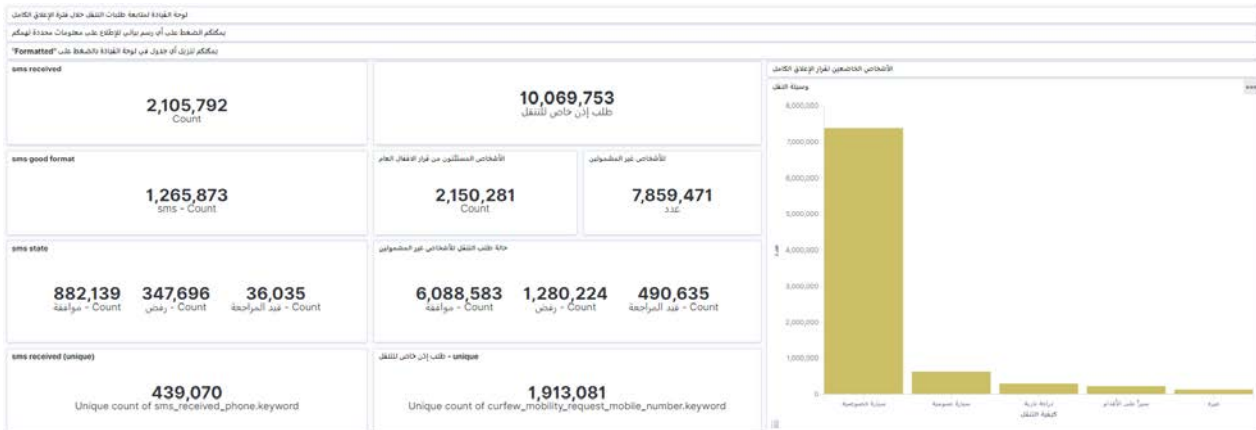 لوحة القيادة لمتابعة طلبات التنقل خلال فترة الإغلاق الكامل
يمكنكم الضغط على أي رسم بياني للإطلاع على معلومات محددة تهمكم
يمكنكم تنزيل أي جدول في لوحة القيادة بالضغط على "Formatted"
sms received
2,105,792
Count
10,069,753
طلب إذن خاص للتنقل
sms good format
1,265,873
sms - Count
الأشخاص المستثنون من قرار الاقفال العام
2,150,281
Count
للأشخاص غير المشمولين
7,859,471
عدد
sms state
882,139
موافقة - Count
347,696
رفض - Count
36,035
قيد المراجعة - Count
حالة طلب التنقل للأشخاص غير المشمولين
6,088,583
موافقة - Count
1,280,224
رفض - Count
490,635
قيد المراجعة - Count
sms received (unique)
439,070
Unique count of sms_received_phone.keyword
طلب إذن خاص للتنقل - unique
1,913,081
Unique count of curfew_mobility_request_mobile_number.keyword
الأشخاص الخاضعين لقرار الإغلاق الكامل
وسيلة النقل
8,000,000
7,000,000
6,000,000
5,000,000
4,000,000
3,000,000
2,000,000
1,000,000
0
عدد
سيارة خصوصية
سيارة عمومية
دراجة نارية
سيراً على الأقدام
غيره
كيفية التنقل